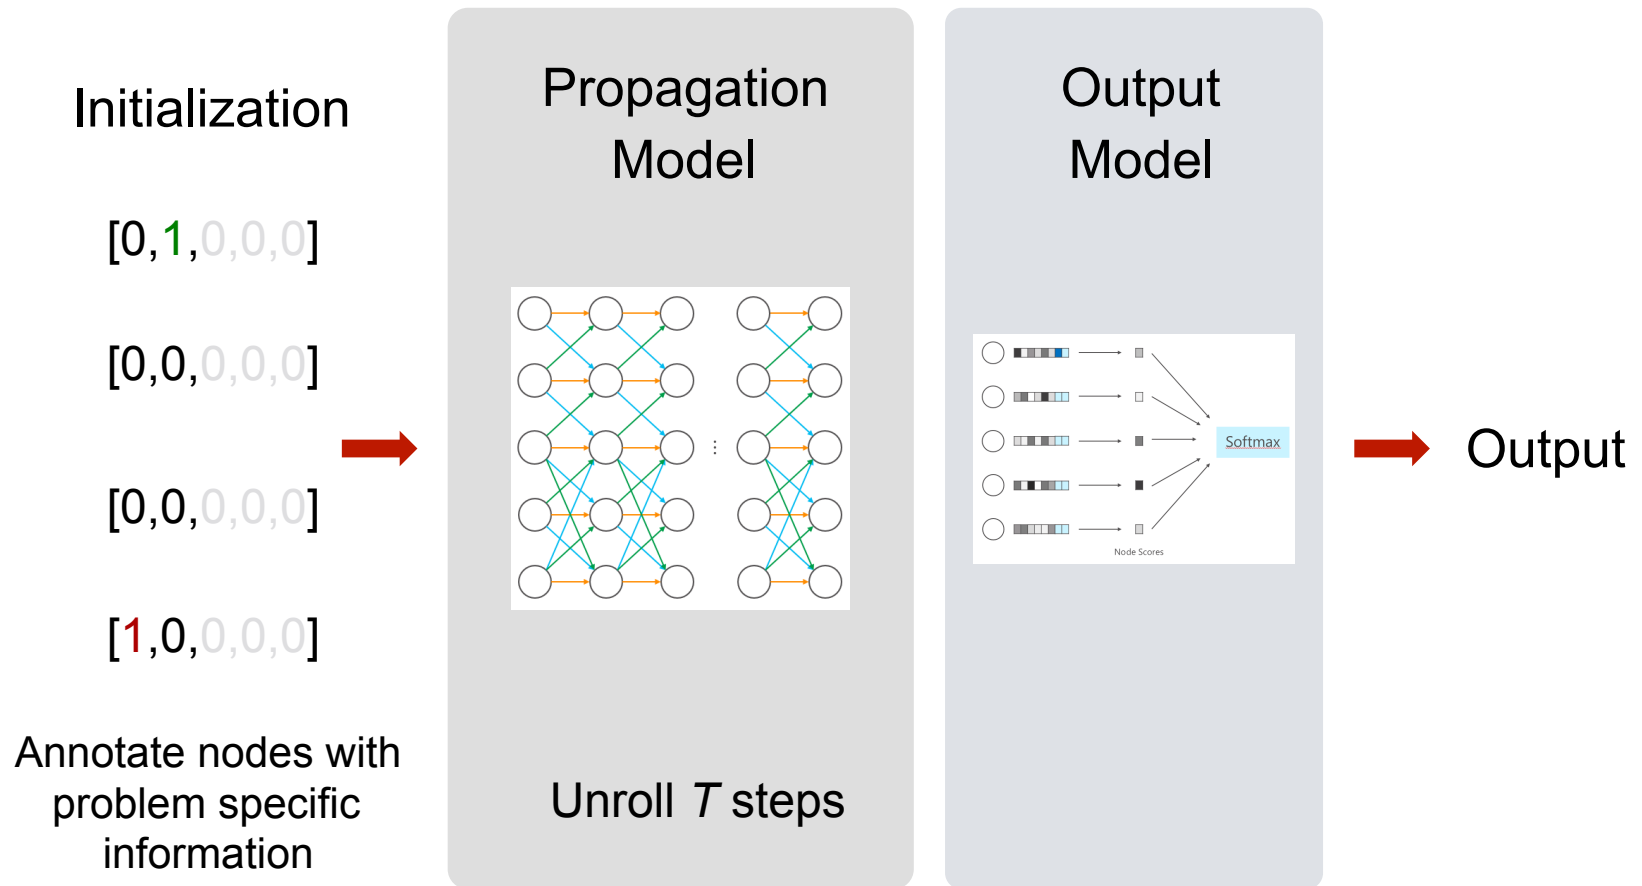 Initialization
[0,1,0,0,0]
[0,0,0,0,0]
[0,0,0,0,0]
[1,0,0,0,0]
Annotate nodes with
problem specific
information
Propagation
Model
...
Unroll T steps
Output
Model
Softmax
Node Scores
Output